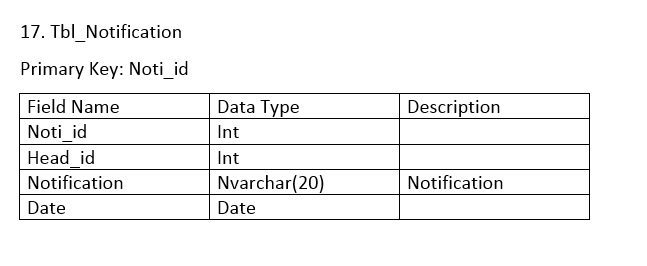 17. Tbl_Notification
Primary Key: Noti_id
Field Name Data Type Description
Noti_id Int
Head_id Int
Notification Nvarchar(20) Notification
Date Date